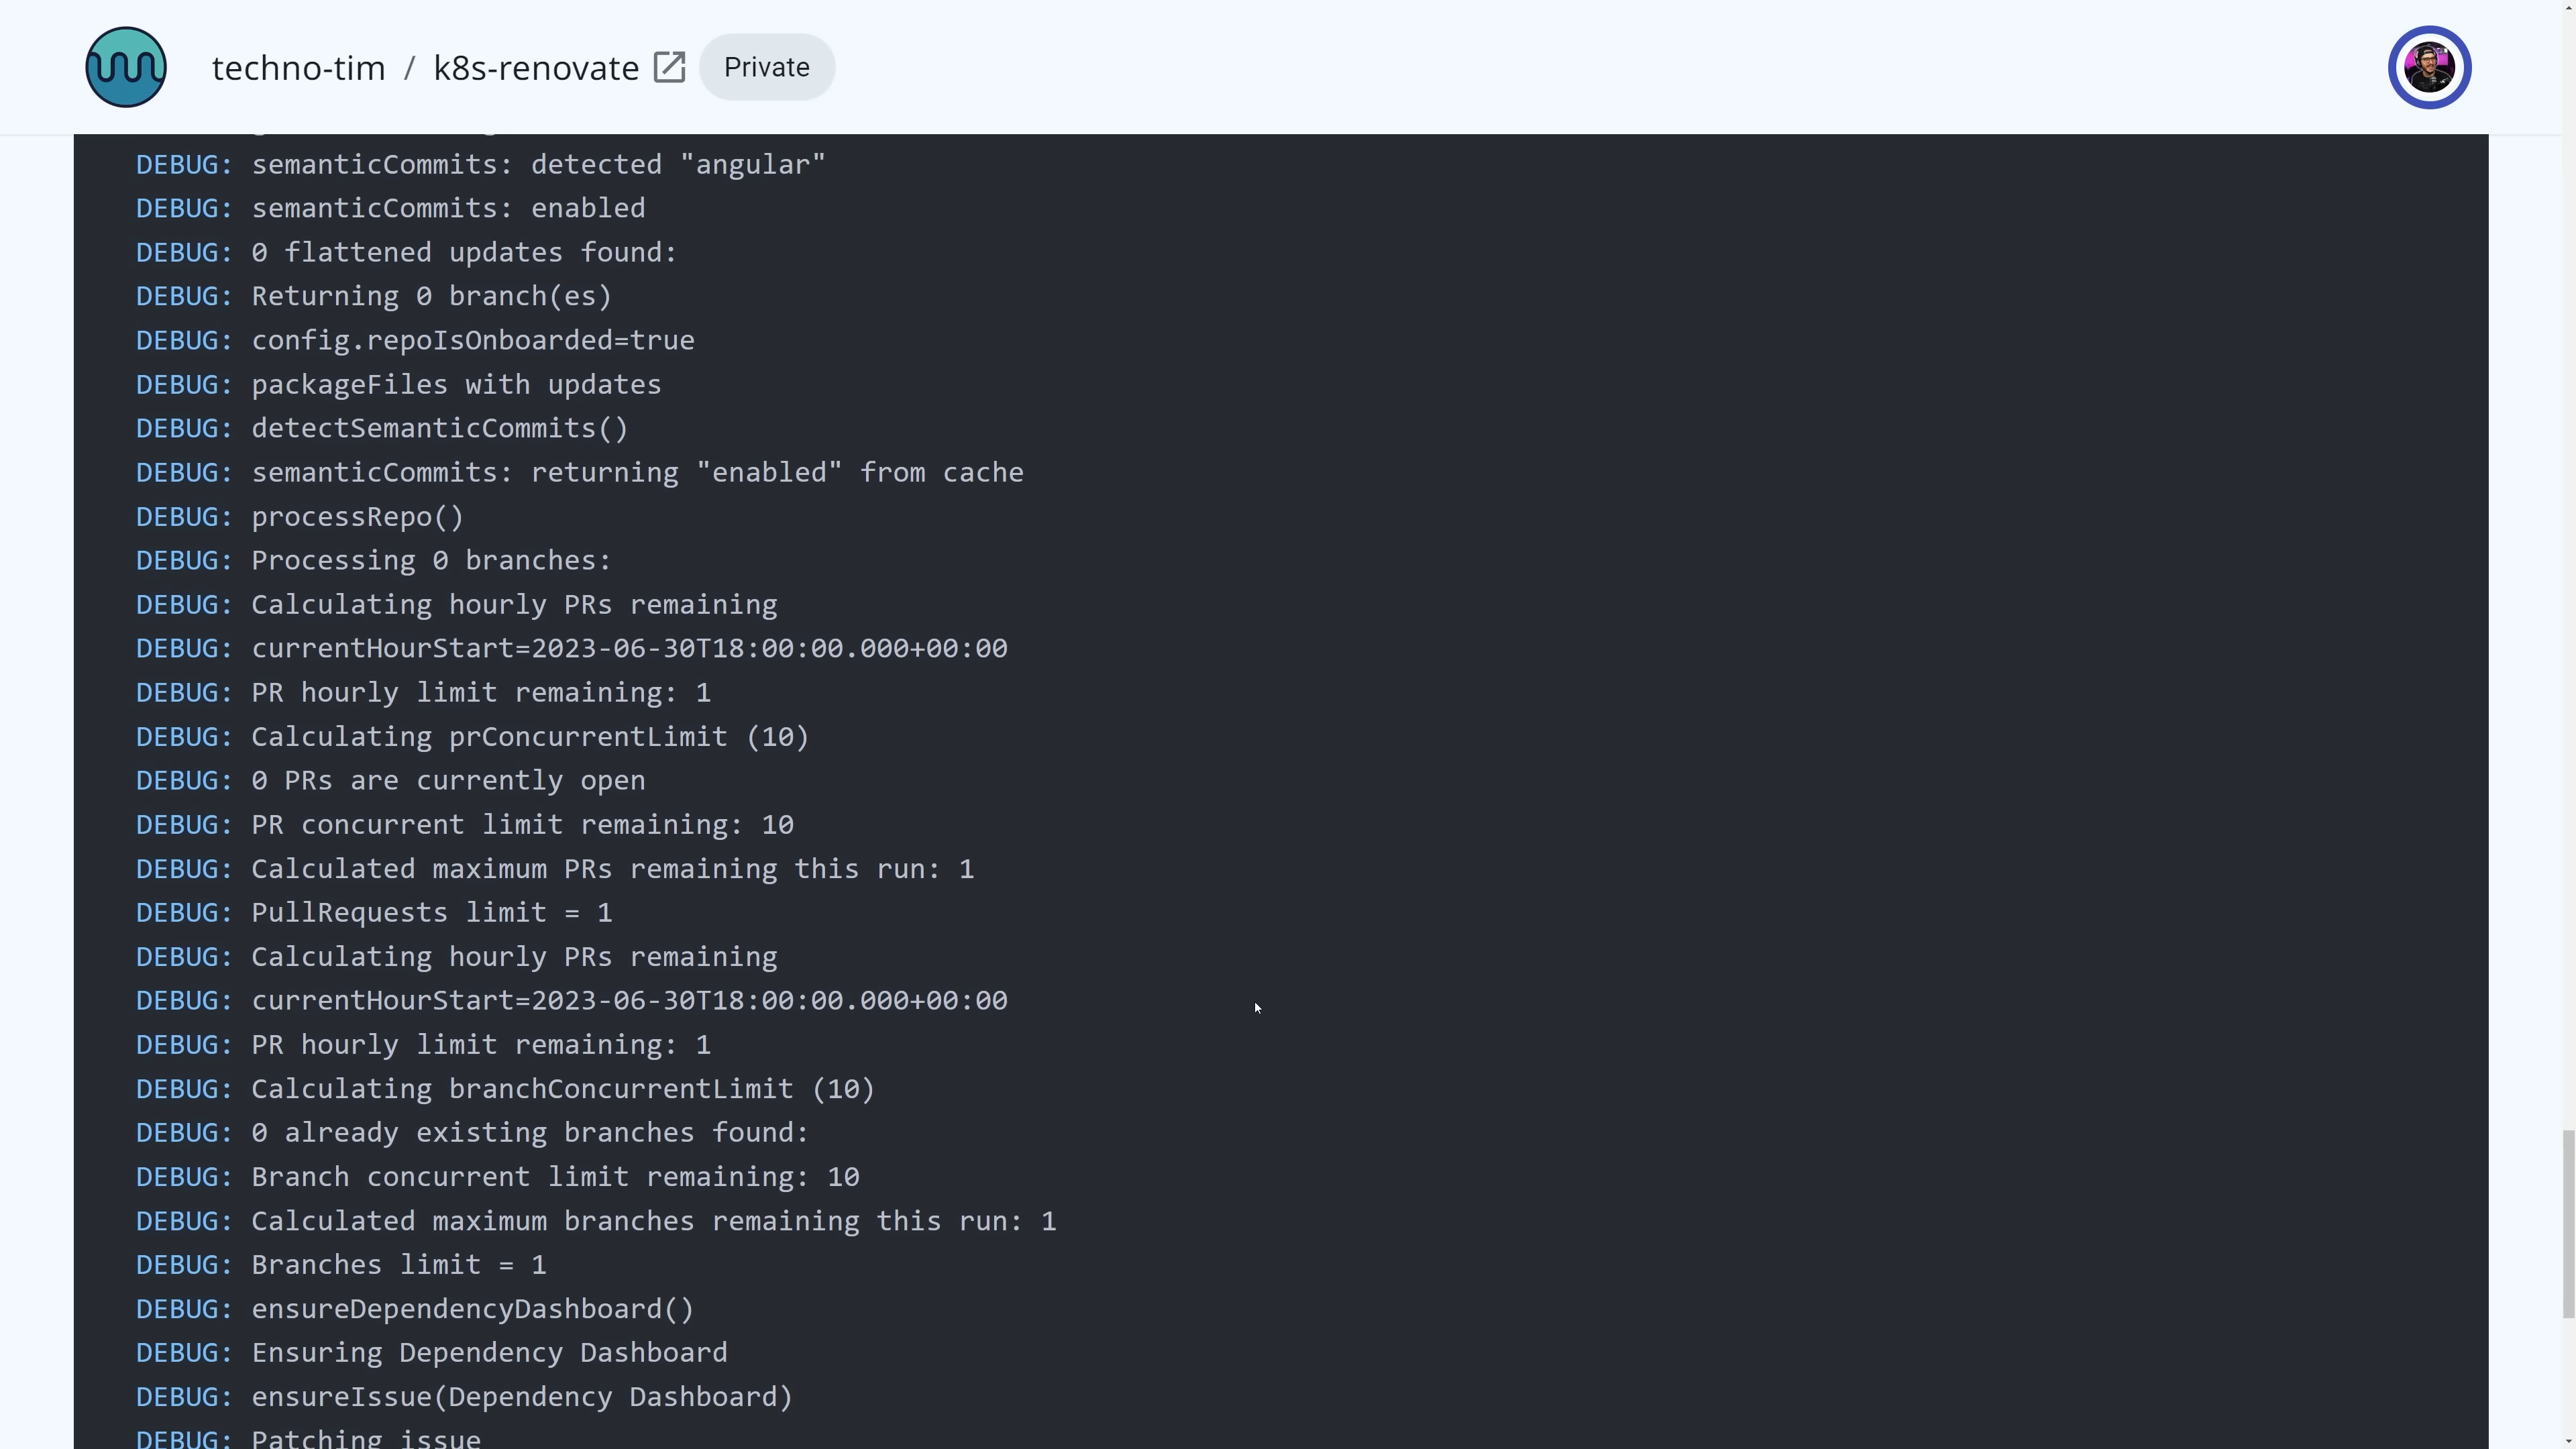 techno-tim / k8s-renovate Private
DEBUG: semanticCommits: detected "angular"
DEBUG: semanticCommits: enabled
DEBUG: 0 flattened updates found:
DEBUG: Returning 0 branch(es)
DEBUG: config.repoIsOnboarded=true
DEBUG: packageFiles with updates
DEBUG: detectSemanticCommits()
DEBUG: semanticCommits: returning "enabled" from cache
DEBUG: processRepo()
DEBUG: Processing 0 branches:
DEBUG: Calculating hourly PRs remaining
DEBUG: currentHourStart=2023-06-30T18:00:00.000+00:00
DEBUG: PR hourly limit remaining: 1
DEBUG: Calculating prConcurrentLimit (10)
DEBUG: 0 PRs are currently open
DEBUG: PR concurrent limit remaining: 10
DEBUG: Calculated maximum PRs remaining this run: 1
DEBUG: PullRequests limit = 1
DEBUG: Calculating hourly PRs remaining
DEBUG: currentHourStart=2023-06-30T18:00:00.000+00:00
DEBUG: PR hourly limit remaining: 1
DEBUG: Calculating branchConcurrentLimit (10)
DEBUG: 0 already existing branches found:
DEBUG: Branch concurrent limit remaining: 10
DEBUG: Calculated maximum branches remaining this run: 1
DEBUG: Branches limit = 1
DEBUG: ensureDependencyDashboard()
DEBUG: Ensuring Dependency Dashboard
DEBUG: ensureIssue(Dependency Dashboard)
DEBUG: Patching issue